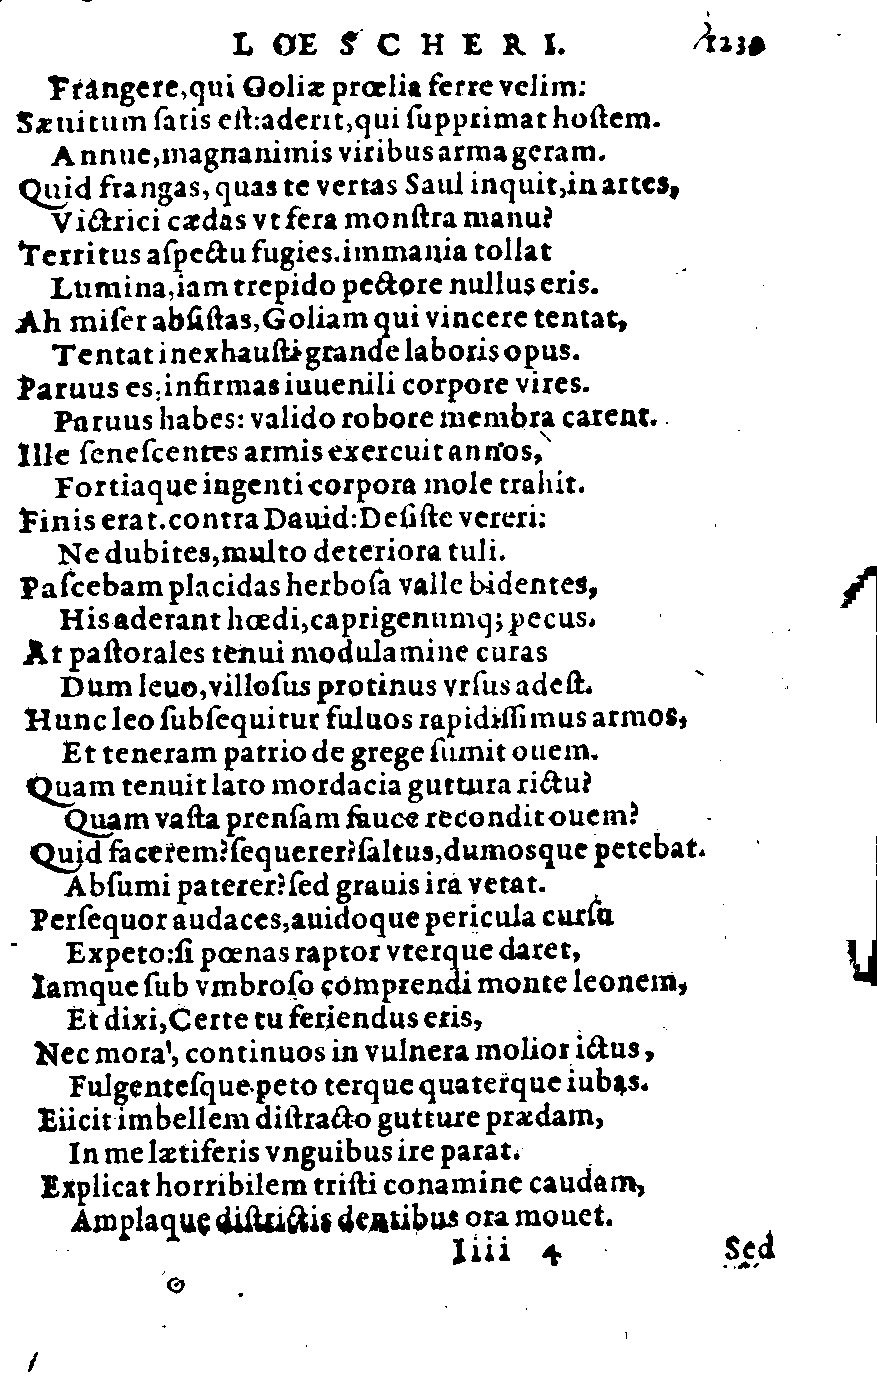 LOESCHERI. 1239
Frangere,qui Goliæ prœlia ferre velim:
Sæuitum ſatis eſt:aderit,qui ſupprimat hoſtem.
Annue,magnanimis viribus arma geram.
Quid frangas, quas te vertas Saul inquit,in artes,
Victrici cædas vt fera monſtra manu?
Territus aſpectu fugies.immania tollat
Lumina,iam trepido pectore nullus eris.
Ah miſer abſiſtas,Goliam qui vincere tentat,
Tentat inexhauſti grande laboris opus.
Paruus es:infirmas iuuenili corpore vires.
Paruus habes: valido robore membra carent.
Ille ſeneſcentes armis exercuit annos,
Fortiaque ingenti corpora mole trahit.
Finis erat.contra Dauid:Deſiſte vereri:
Ne dubites,multo deteriora tuli.
Paſcebam placidas herboſa valle bidentes,
His aderant hœdi,caprigenumq; pecus.
At paſtorales tenui modulamine curas
Dum leuo,villoſus protinus vrſus adeſt.
Hunc leo ſubſequitur fuluos rapidiſſimus armos,
Et teneram patrio de grege ſumit ouem.
Quam tenuit lato mordacia guttura rictu?
Quam vaſta prenſam fauce recondit ouem?
Quid facerem?ſequerer?ſaltus,dumosque petebat.
Abſumi paterer?ſed grauis ira vetat.
Perſequor audaces,auidoque pericula curſu
Expeto:ſi pœnas raptor vterque daret,
Iamque ſub vmbroſo comprendi monte leonem,
Et dixi,Certe tu feriendus eris,
Nec mora, continuos in vulnera molior ictus,
Fulgenteſque peto terque quaterque iubas.
Eiicit imbellem diſtracto gutture prædam,
In me lætiferis vnguibus ire parat.
Explicat horribilem triſti conamine caudam,
Amplaque diſtrictis dentibus ora mouet.
Iiii 4 Sed